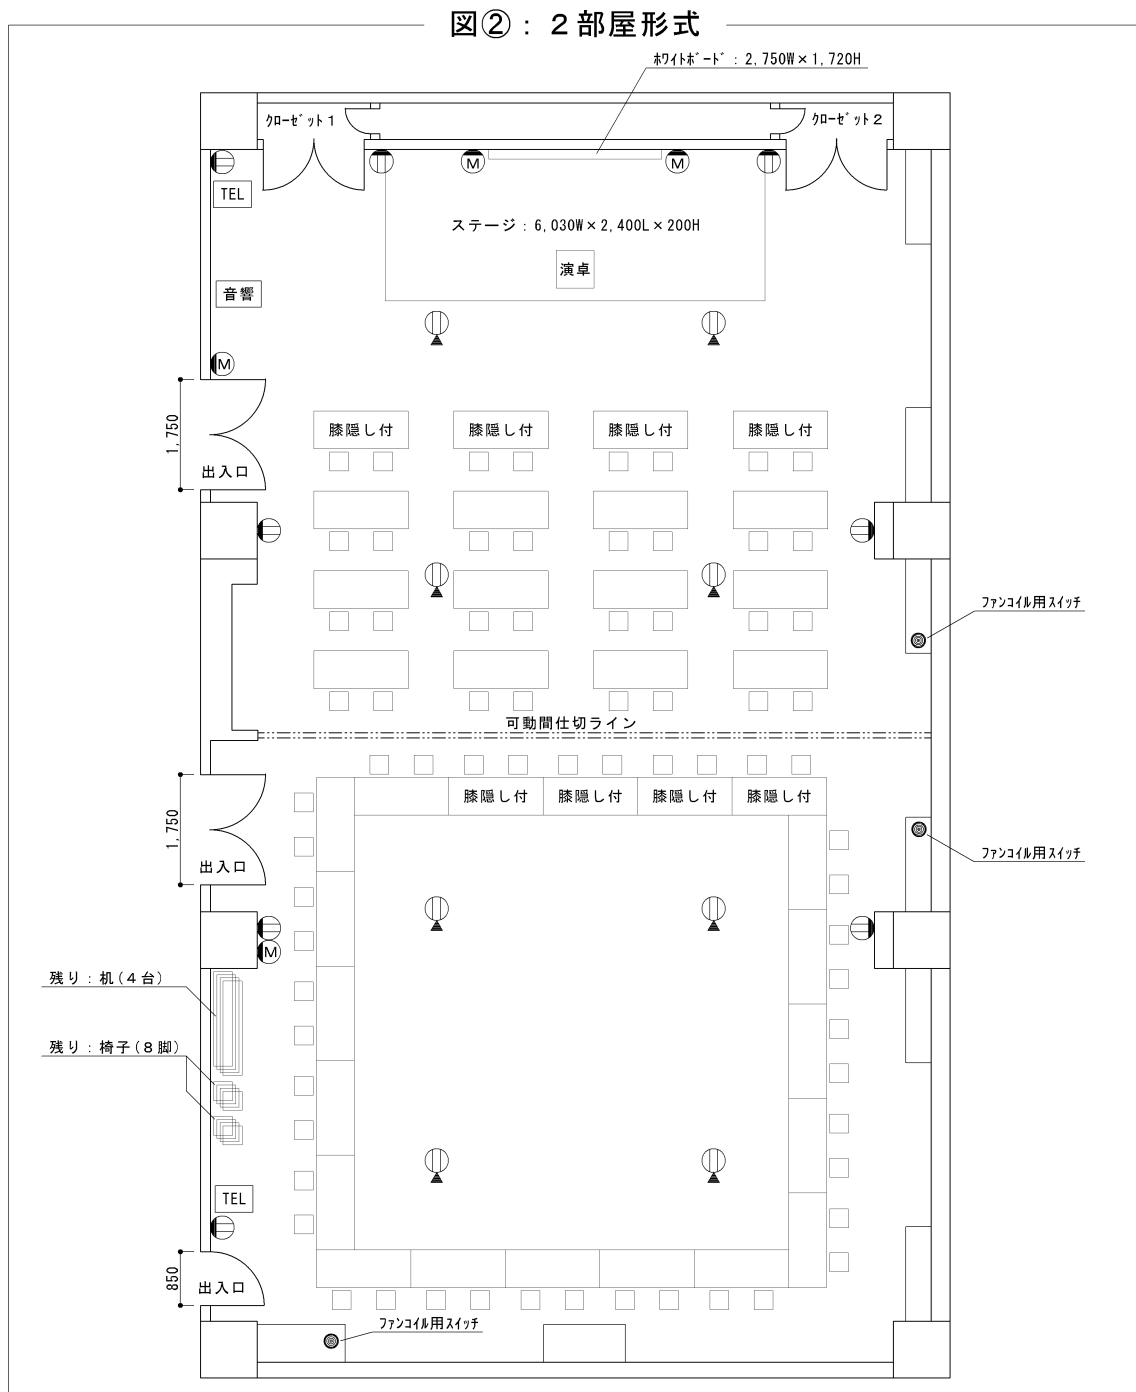 図②：２部屋形式
ﾎﾜｲﾄﾎﾞｰﾄﾞ：2,750W×1,720H
ｸﾛｰｾﾞｯﾄ１
ｸﾛｰｾﾞｯﾄ２
M
M
TEL
ステージ：6,030W×2,400L×200H
演卓
音響
M
1,750
出入口
膝隠し付
膝隠し付
膝隠し付
膝隠し付
ﾌｧﾝｺｲﾙ用ｽｲｯﾁ
可動間仕切ライン
膝隠し付
膝隠し付
膝隠し付
膝隠し付
1,750
出入口
ﾌｧﾝｺｲﾙ用ｽｲｯﾁ
M
残り：机(４台)
残り：椅子(８脚)
TEL
850
出入口
ﾌｧﾝｺｲﾙ用ｽｲｯﾁ